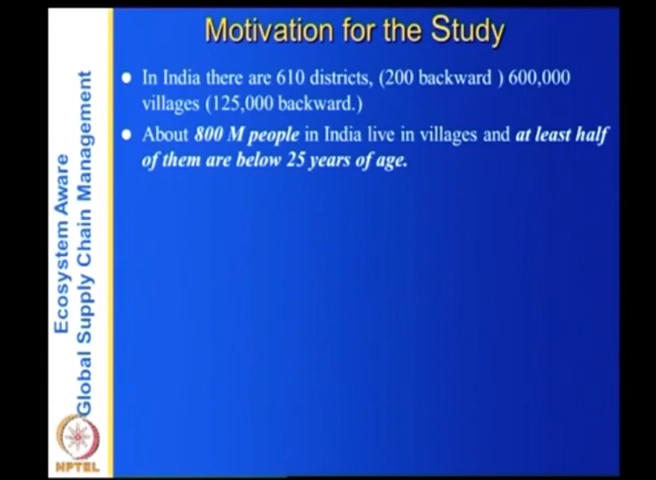 Motivation for the Study
• In India there are 610 districts, (200 backward ) 600,000
villages (125,000 backward.)
• About 800 M people in India live in villages and at least half
of them are below 25 years of age.
Ecosystem Aware
Global Supply Chain Management
NPTEL